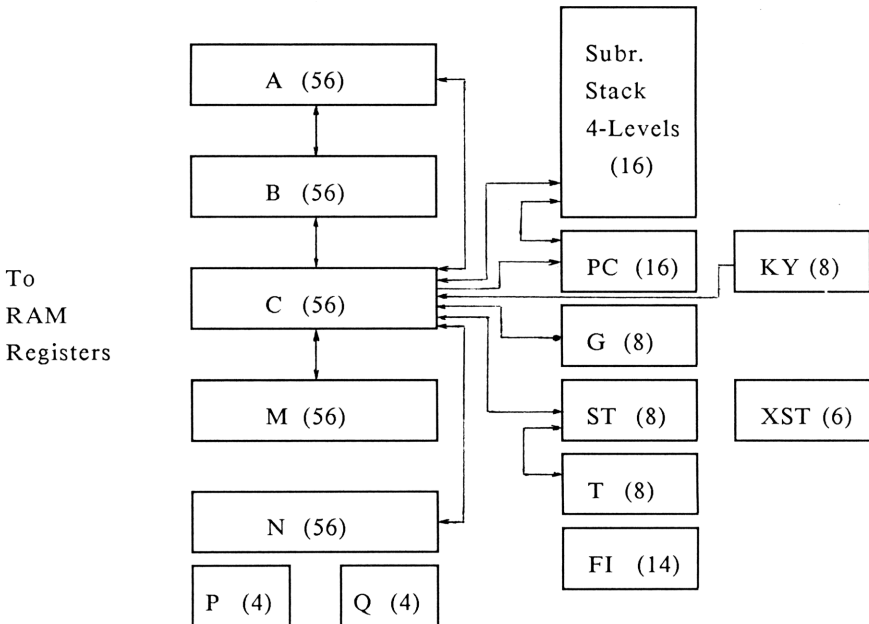 To
RAM
Registers
A (56)
B (56)
C (56)
M (56)
N (56)
P (4)
Q (4)
Subr.
Stack
4-Levels
(16)
PC (16)
KY (8)
G (8)
ST (8)
XST (6)
T (8)
FI (14)